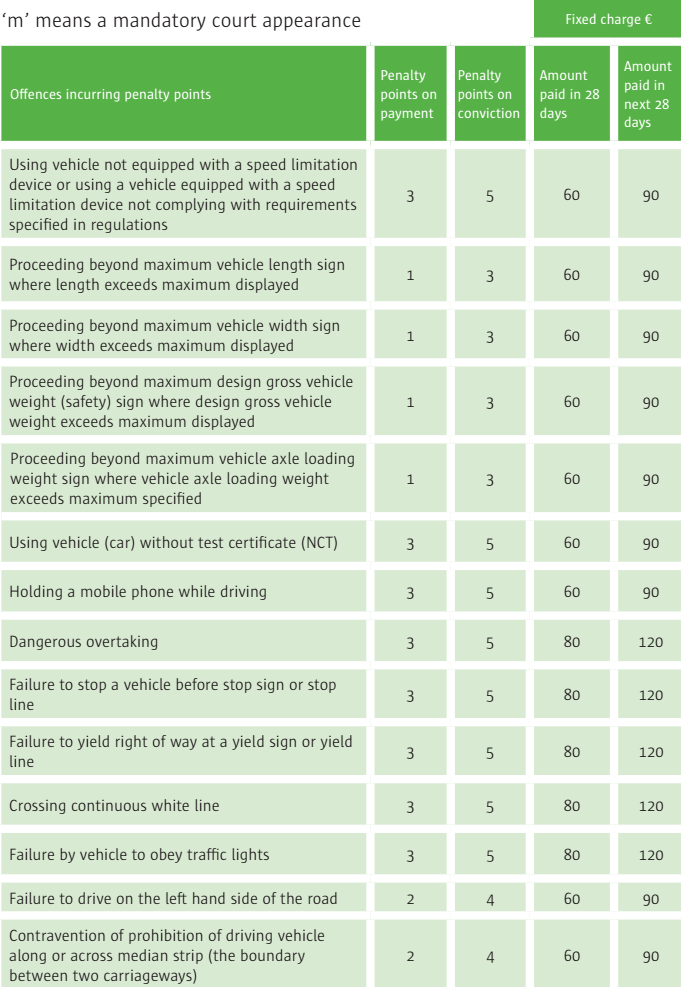 ‘m’ means a mandatory court appearance
Fixed charge €
Offences incurring penalty points
Penalty
points on
payment
Penalty
points on
conviction
Amount
paid in 28
days
Amount
paid in
next 28
days
Using vehicle not equipped with a speed limitation
device or using a vehicle equipped with a speed
limitation device not complying with requirements
specified in regulations
3
5
60
90
Proceeding beyond maximum vehicle length sign
where length exceeds maximum displayed
1
3
60
90
Proceeding beyond maximum vehicle width sign
where width exceeds maximum displayed
1
3
60
90
Proceeding beyond maximum design gross vehicle
weight (safety) sign where design gross vehicle
weight exceeds maximum displayed
1
3
60
90
Proceeding beyond maximum vehicle axle loading
weight sign where vehicle axle loading weight
exceeds maximum specified
1
3
60
90
Using vehicle (car) without test certificate (NCT)
3
5
60
90
Holding a mobile phone while driving
3
5
60
90
Dangerous overtaking
3
5
80
120
Failure to stop a vehicle before stop sign or stop
line
3
5
80
120
Failure to yield right of way at a yield sign or yield
line
3
5
80
120
Crossing continuous white line
3
5
80
120
Failure by vehicle to obey traffic lights
3
5
80
120
Failure to drive on the left hand side of the road
2
4
60
90
Contravention of prohibition of driving vehicle
along or across median strip (the boundary
between two carriageways)
2
4
60
90